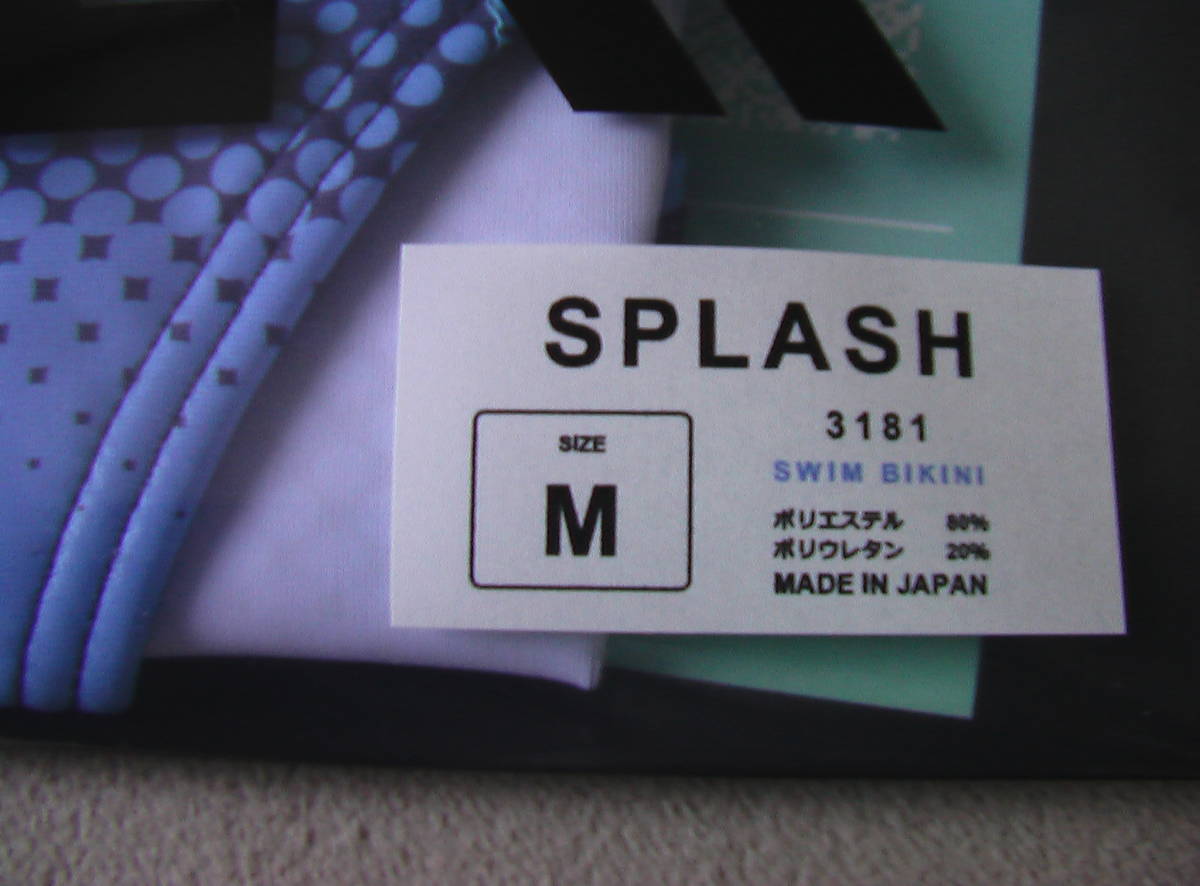 SPLASH
3181
SWIM BIKINI
SIZE
M
ポリエステル 80%
ポリウレタン 20%
MADE IN JAPAN